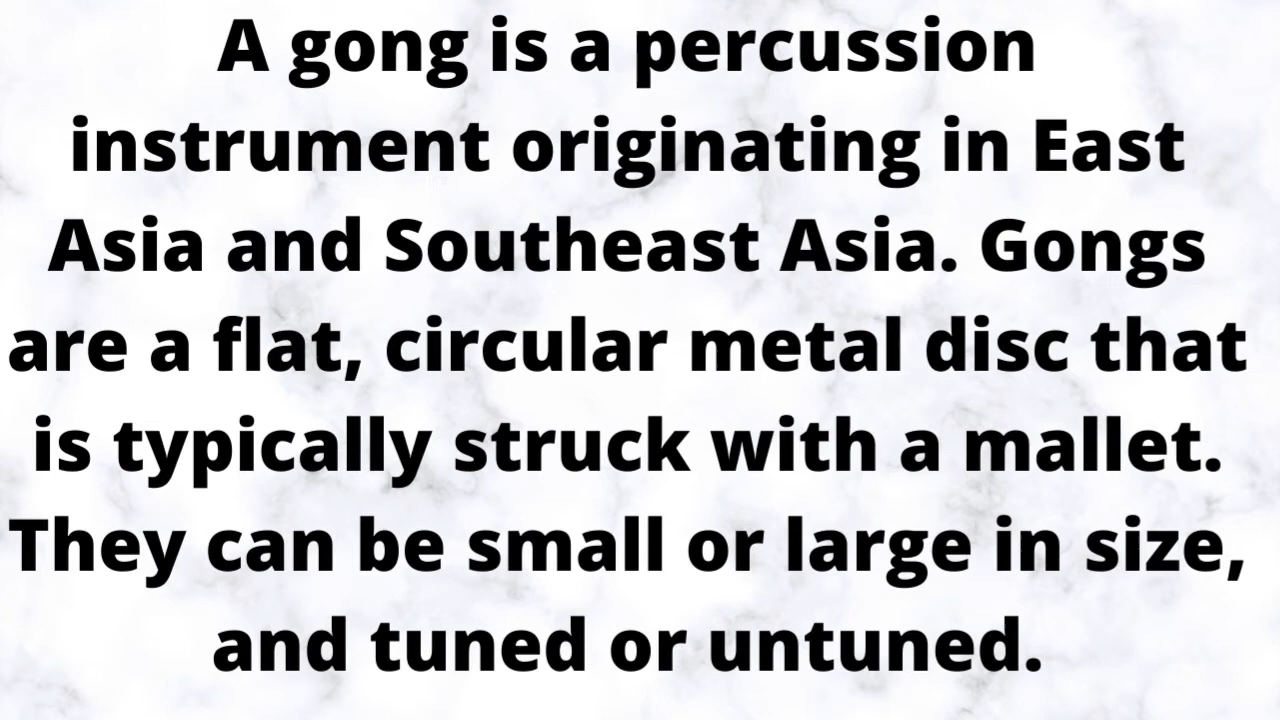 A gong is a percussion
instrument originating in East
Asia and Southeast Asia. Gongs
are a flat, circular metal disc that
is typically struck with a mallet.
They can be small or large in size,
and tuned or untuned.